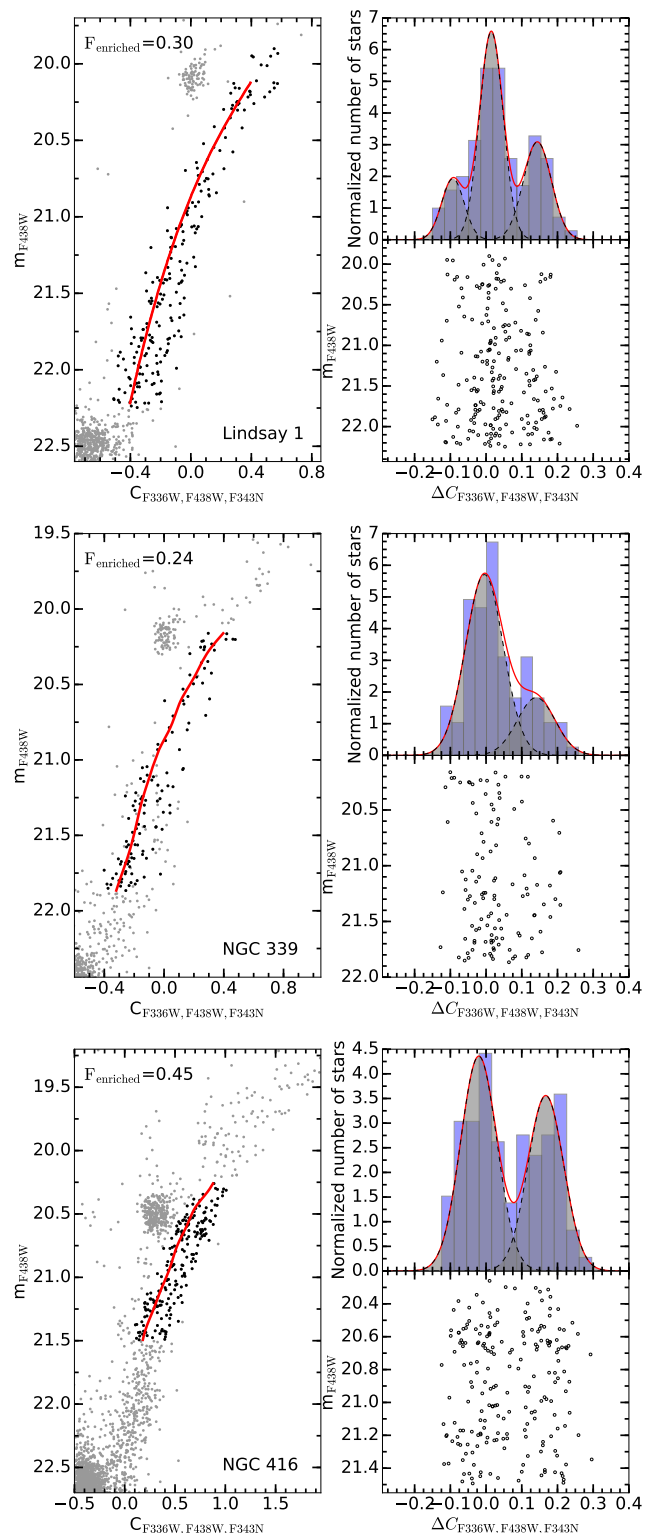 F_enriched=0.30
Lindsay 1
m_F438W
20.0
20.5
21.0
21.5
22.0
22.5
−0.4 0.0 0.4 0.8
C_F336W, F438W, F343N
Normalized number of stars
7
6
5
4
3
2
1
0
m_F438W
20.0
20.5
21.0
21.5
22.0
−0.2 −0.1 0.0 0.1 0.2 0.3 0.4
ΔC_F336W, F438W, F343N
F_enriched=0.24
NGC 339
m_F438W
19.5
20.0
20.5
21.0
21.5
22.0
−0.4 0.0 0.4 0.8
C_F336W, F438W, F343N
Normalized number of stars
7
6
5
4
3
2
1
0
m_F438W
20.5
21.0
21.5
22.0
−0.2 −0.1 0.0 0.1 0.2 0.3 0.4
ΔC_F336W, F438W, F343N
F_enriched=0.45
NGC 416
m_F438W
19.5
20.0
20.5
21.0
21.5
22.0
22.5
−0.5 0.0 0.5 1.0 1.5
C_F336W, F438W, F343N
Normalized number of stars
4.5
4.0
3.5
3.0
2.5
2.0
1.5
1.0
0.5
0.0
m_F438W
20.4
20.6
20.8
21.0
21.2
21.4
−0.2 −0.1 0.0 0.1 0.2 0.3 0.4
ΔC_F336W, F438W, F343N